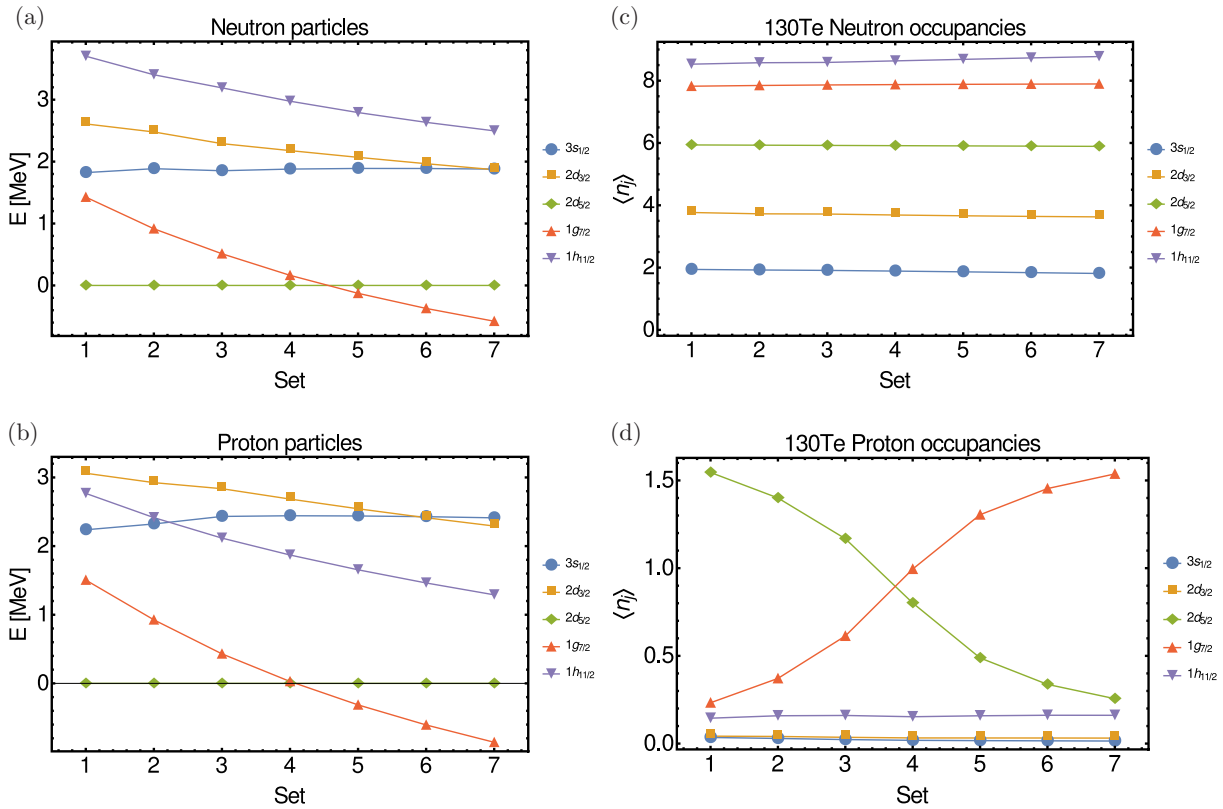 (a)
Neutron particles
E [MeV]
3
2
1
0
1 2 3 4 5 6 7
Set
3s1/2
2d3/2
2d5/2
1g7/2
1h11/2
(c)
130Te Neutron occupancies
⟨nj⟩
8
6
4
2
0
1 2 3 4 5 6 7
Set
3s1/2
2d3/2
2d5/2
1g7/2
1h11/2
(b)
Proton particles
E [MeV]
3
2
1
0
1 2 3 4 5 6 7
Set
3s1/2
2d3/2
2d5/2
1g7/2
1h11/2
(d)
130Te Proton occupancies
⟨nj⟩
1.5
1.0
0.5
0.0
1 2 3 4 5 6 7
Set
3s1/2
2d3/2
2d5/2
1g7/2
1h11/2